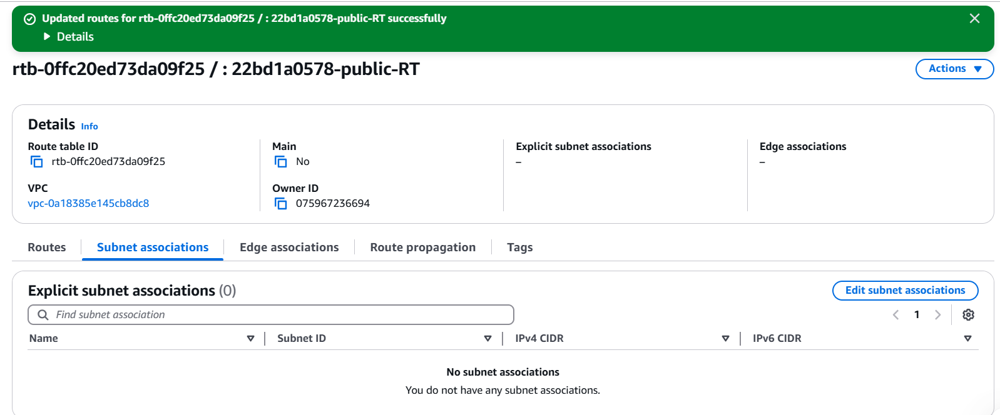 Updated routes for rtb-0ffc20ed73da09f25 / : 22bd1a0578-public-RT successfully
Details
rtb-0ffc20ed73da09f25 / : 22bd1a0578-public-RT
Actions
Details Info
Route table ID
rtb-0ffc20ed73da09f25
Main
No
Explicit subnet associations
–
Edge associations
–
VPC
vpc-0a18385e145cb8dc8
Owner ID
075967236694
Routes
Subnet associations
Edge associations
Route propagation
Tags
Explicit subnet associations (0)
Edit subnet associations
Find subnet association
1
Name
Subnet ID
IPv4 CIDR
IPv6 CIDR
No subnet associations
You do not have any subnet associations.